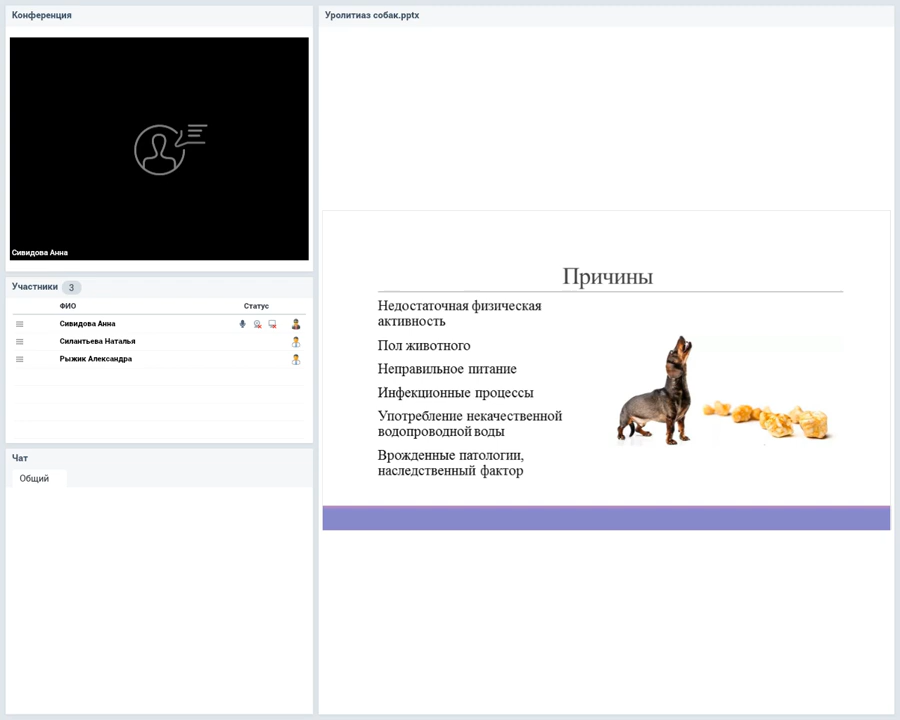 Конференция
Сивидова Анна
Участники 3
ФИО Статус
Сивидова Анна
Силантьева Наталья
Рыжик Александра
Чат
Общий
Уролитиаз собак.pptx
Причины
Недостаточная физическая
активность
Пол животного
Неправильное питание
Инфекционные процессы
Употребление некачественной
водопроводной воды
Врожденные патологии,
наследственный фактор